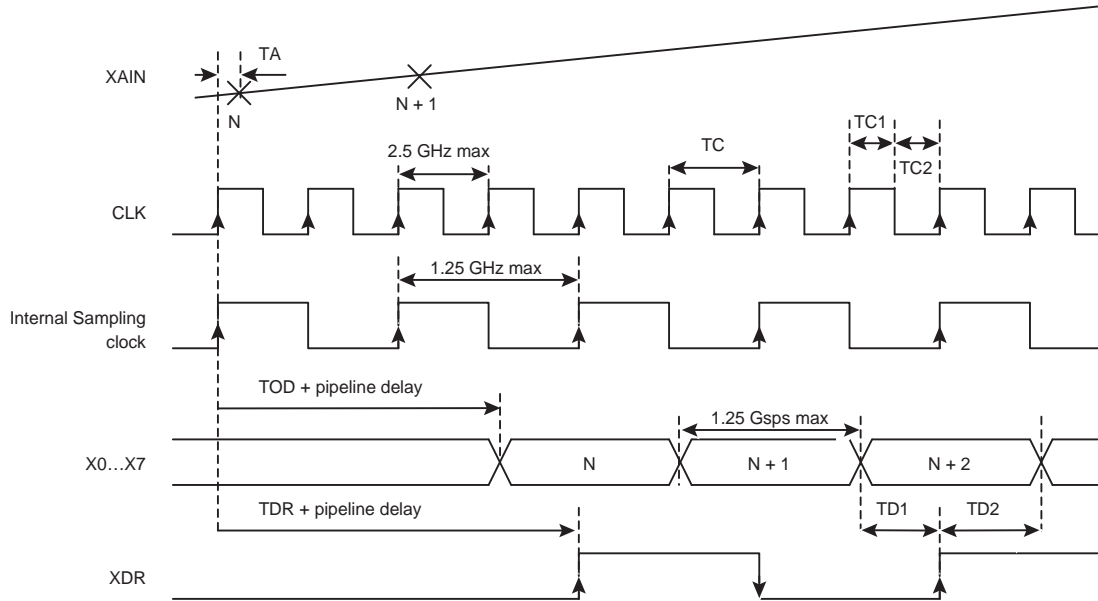 TA
XAIN
N
N + 1
TC1
2.5 GHz max
TC
TC2
CLK
1.25 GHz max
Internal Sampling
clock
TOD + pipeline delay
1.25 Gsps max
X0…X7
N
N + 1
N + 2
TDR + pipeline delay
TD1
TD2
XDR